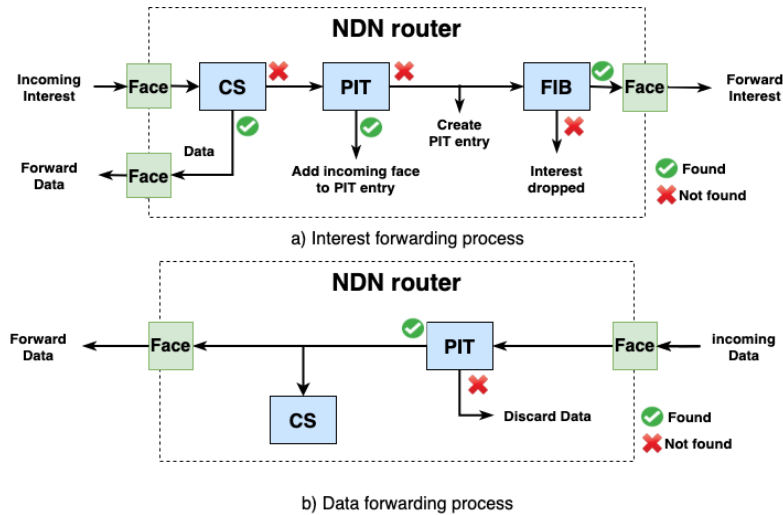 NDN router
Incoming
Interest
Face
CS
PIT
FIB
Face
Forward
Interest
Create
PIT entry
Data
Forward
Data
Face
Add incoming face
to PIT entry
Interest
dropped
Found
Not found
a) Interest forwarding process
NDN router
Forward
Data
Face
PIT
Face
incoming
Data
CS
Discard Data
Found
Not found
b) Data forwarding process